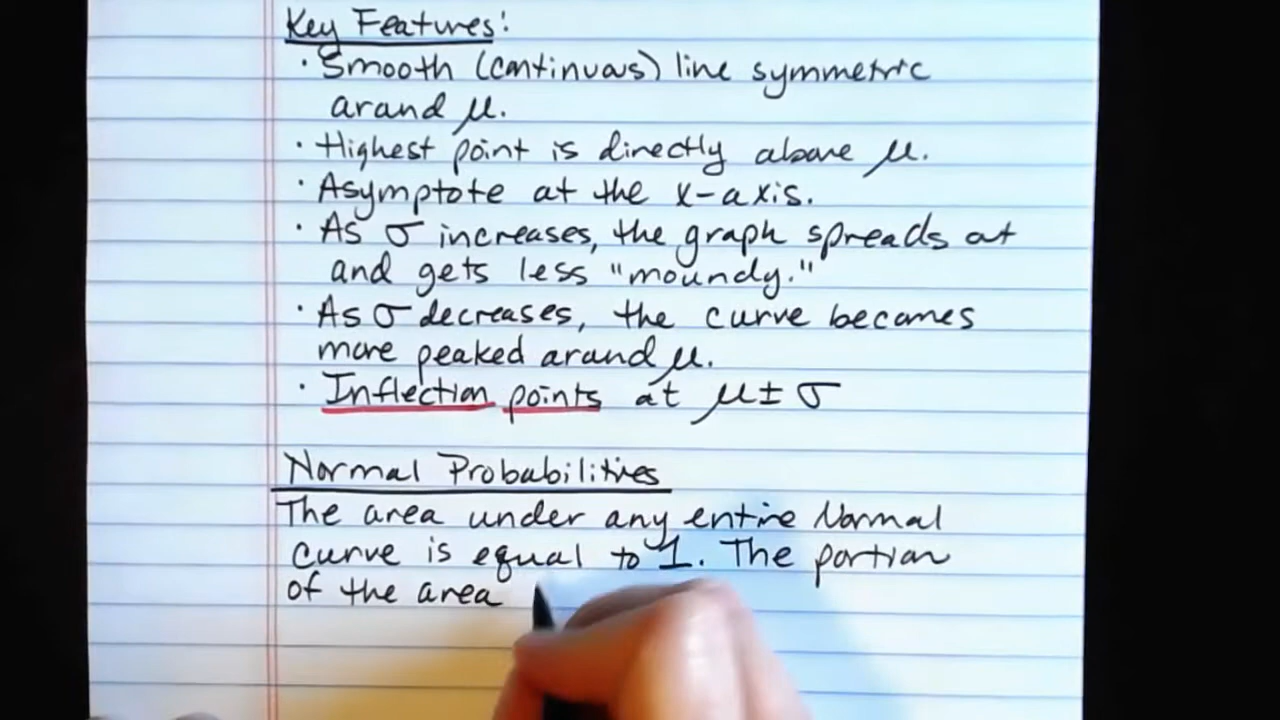 Key Features:
· Smooth (continuous) line symmetric
around μ.
· Highest point is directly above μ.
· Asymptote at the x-axis.
· As σ increases, the graph spreads out
and gets less "moundy."
· As σ decreases, the curve becomes
more peaked around μ.
· Inflection points at μ ± σ
Normal Probabilities
The area under any entire Normal
curve is equal to 1. The portion
of the area